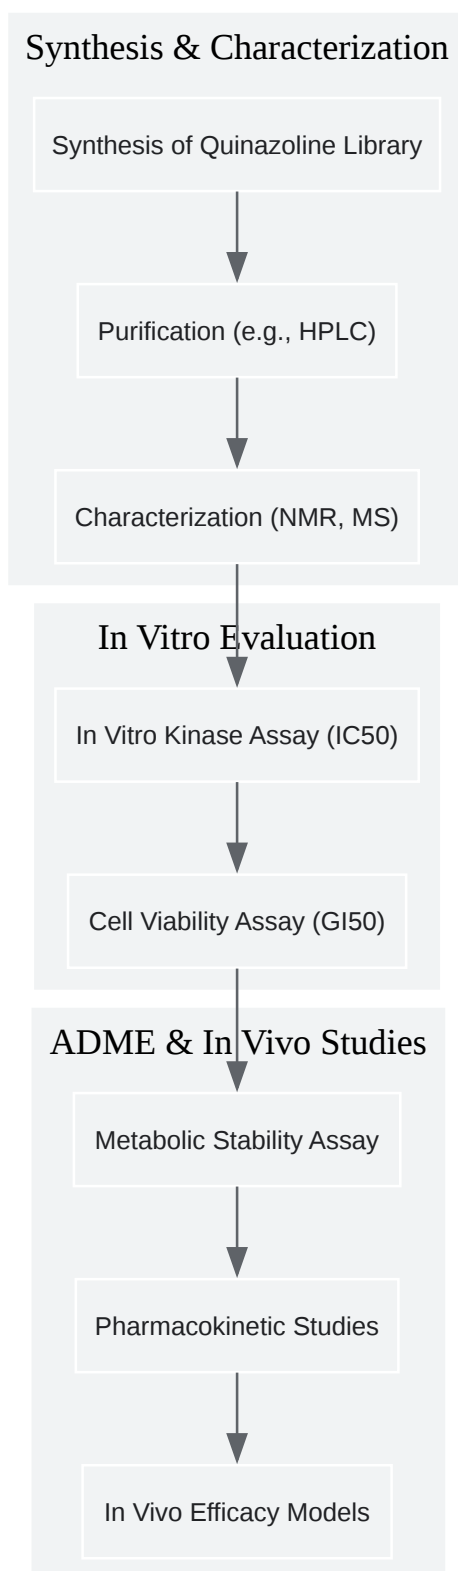 Synthesis & Characterization
Synthesis of Quinazoline Library
Purification (e.g., HPLC)
Characterization (NMR, MS)
In Vitro Evaluation
In Vitro Kinase Assay (IC50)
Cell Viability Assay (GI50)
ADME & In Vivo Studies
Metabolic Stability Assay
Pharmacokinetic Studies
In Vivo Efficacy Models